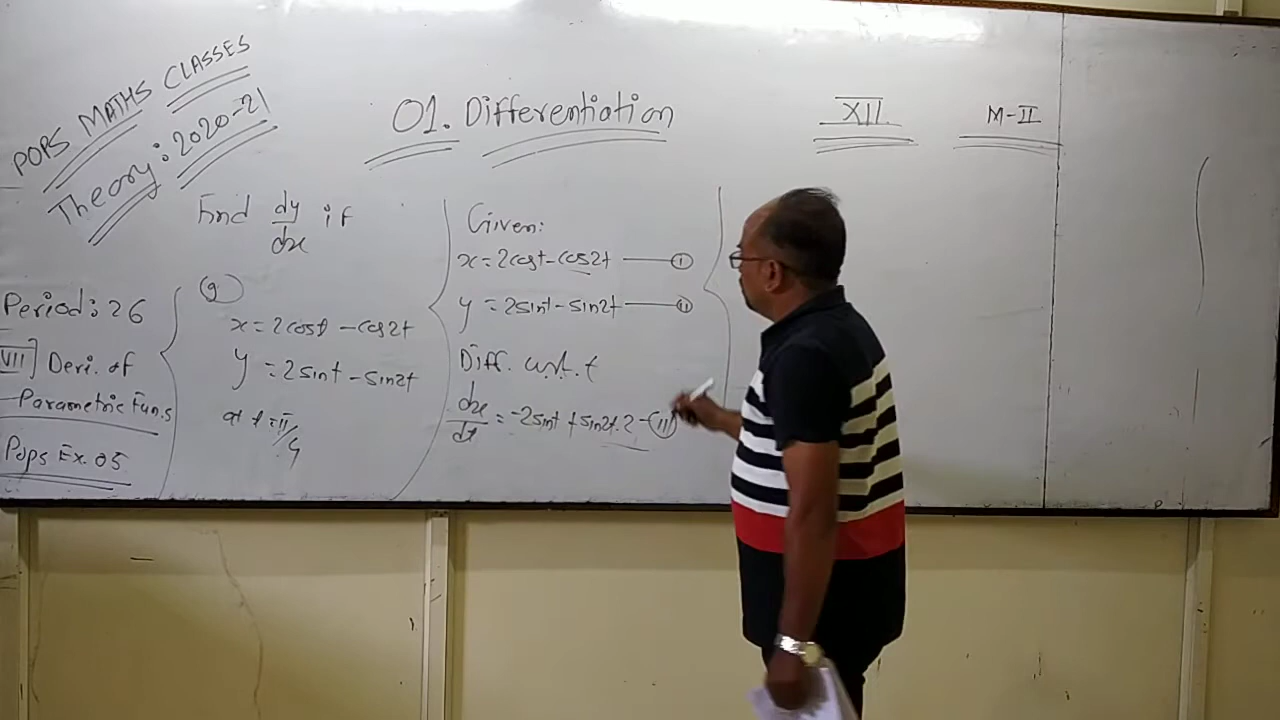 POPS MATHS CLASSES
Theory: 2020-21
01. Differentiation
XII
M-II
Period: 26
VII] Deri. of
Parametric Fun.s
Pops Ex. 05
Find dy/dx if
9)
x = 2cost - cos2t
y = 2sint - sin2t
at t = π/4
Given:
x = 2cost - cos2t —— (I)
y = 2sint - sin2t —— (II)
Diff. w.r.t. t
dx/dt = -2sint + sin2t.2 - (III)